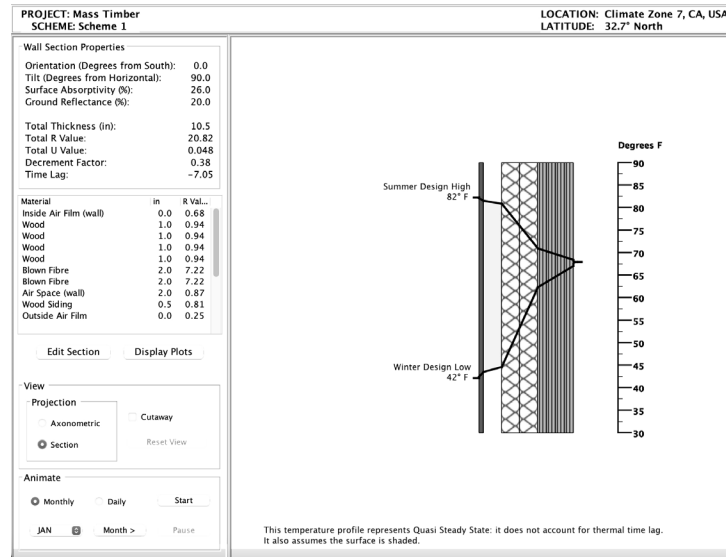 PROJECT: Mass Timber
SCHEME: Scheme 1
LOCATION: Climate Zone 7, CA, USA
LATITUDE: 32.7° North
Wall Section Properties
Orientation (Degrees from South): 0.0
Tilt (Degrees from Horizontal): 90.0
Surface Absorptivity (%): 26.0
Ground Reflectance (%): 20.0
Total Thickness (in): 10.5
Total R Value: 20.82
Total U Value: 0.048
Decrement Factor: 0.38
Time Lag: -7.05
Material in R Val...
Inside Air Film (wall) 0.0 0.68
Wood 1.0 0.94
Wood 1.0 0.94
Wood 1.0 0.94
Wood 1.0 0.94
Blown Fibre 2.0 7.22
Blown Fibre 2.0 7.22
Air Space (wall) 2.0 0.87
Wood Siding 0.5 0.81
Outside Air Film 0.0 0.25
Edit Section Display Plots
View
Projection
Axonometric
Section
Cutaway
Reset View
Animate
Monthly Daily Start
JAN Month > Pause
Degrees F
90
85
80
75
70
65
60
55
50
45
40
35
30
Summer Design High
82° F
Winter Design Low
42° F
This temperature profile represents Quasi Steady State: it does not account for thermal time lag.
It also assumes the surface is shaded.